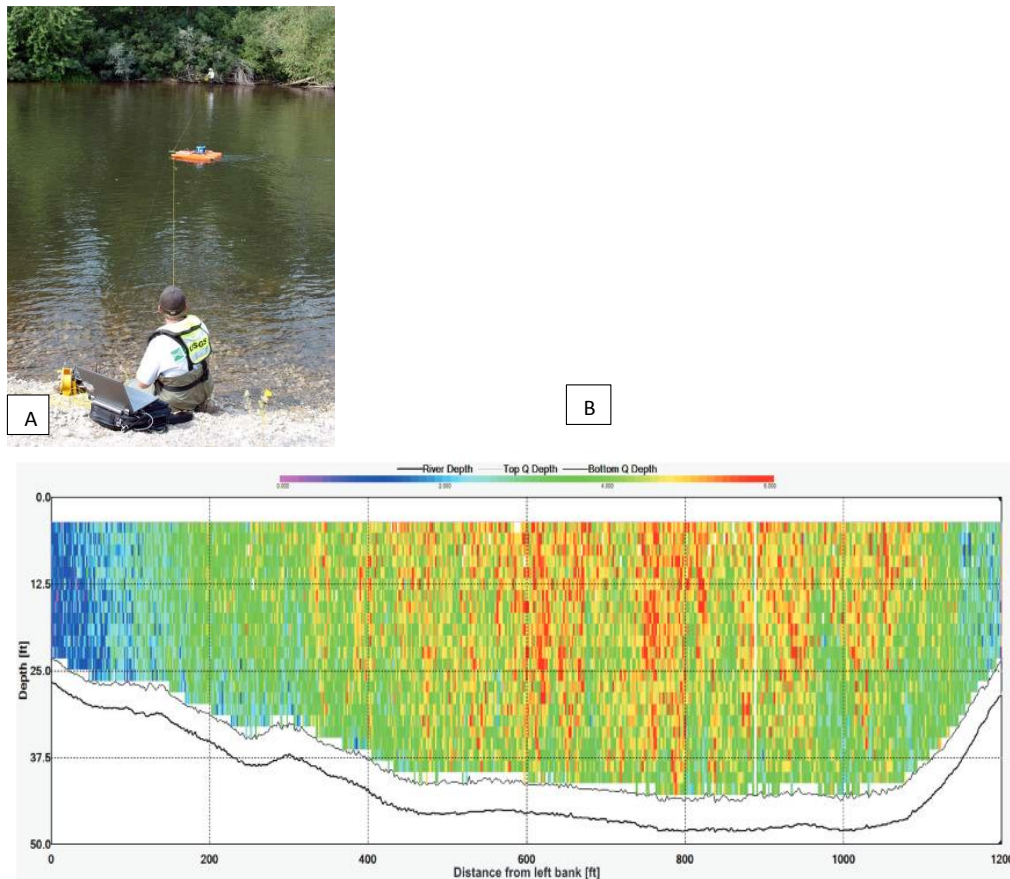 USGS
A
B
River Depth Top Q Depth Bottom Q Depth
0.000 2.000 4.000 6.000
0.0
12.5
25.0
37.5
50.0
Depth [ft]
0 200 400 600 800 1000 1200
Distance from left bank [ft]